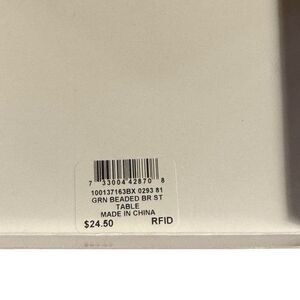 7 33004 42870 8
100137163BX 0293 81
GRN BEADED BR ST
TABLE
MADE IN CHINA
$24.50 RFID